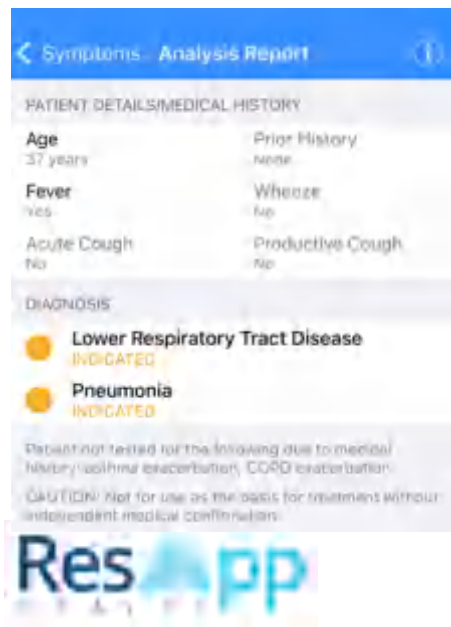 Symptoms Analysis Report
PATIENT DETAILS/MEDICAL HISTORY
Age Prior History
37 years None
Fever Wheeze
Yes No
Acute Cough Productive Cough
No No
DIAGNOSIS
Lower Respiratory Tract Disease
INDICATED
Pneumonia
INDICATED
Patient not tested for the following due to medical
history: asthma exacerbation, COPD exacerbation.
CAUTION: Not for use as the basis for treatment without
independent medical confirmation.
ResApp